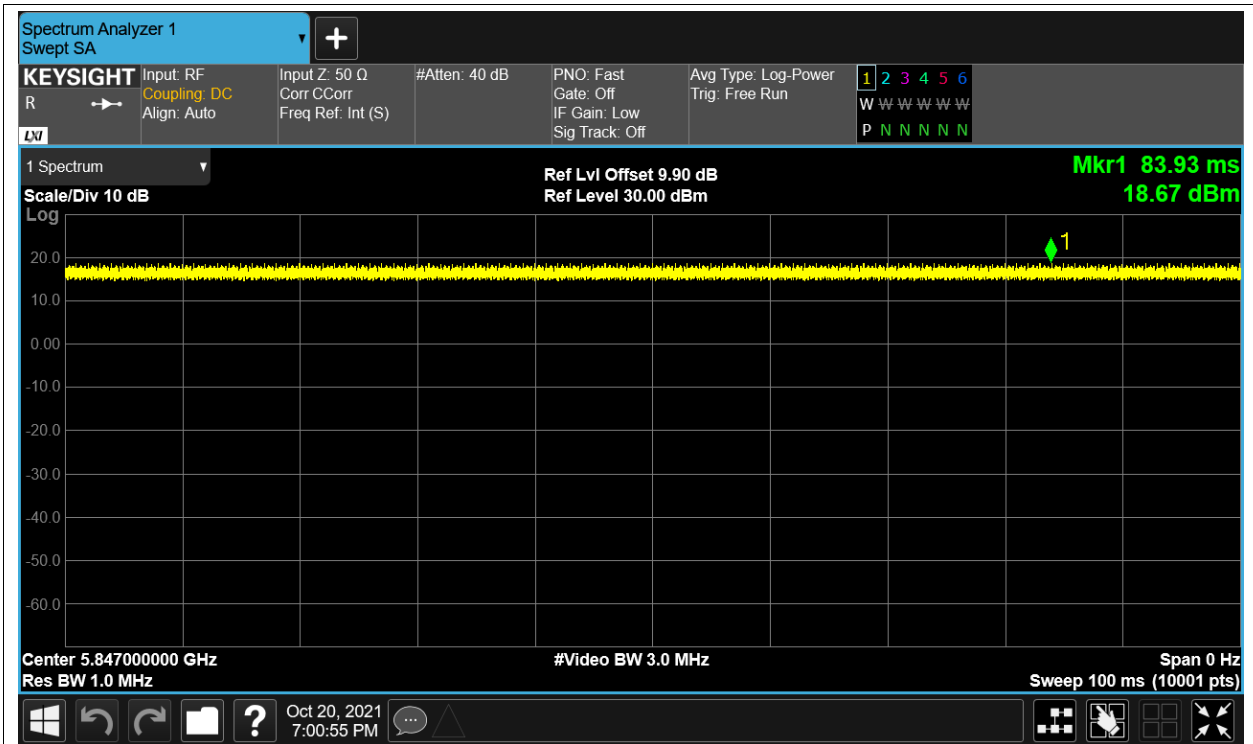 Spectrum Analyzer 1
Swept SA
KEYSIGHT Input: RF Input Z: 50 Ω #Atten: 40 dB PNO: Fast Avg Type: Log-Power 1 2 3 4 5 6
R Coupling: DC Corr CCorr Gate: Off Trig: Free Run W W W W W W
Align: Auto Freq Ref: Int (S) IF Gain: Low
LXI Sig Track: Off P N N N N N
1 Spectrum Ref Lvl Offset 9.90 dB Mkr1 83.93 ms
Scale/Div 10 dB Ref Level 30.00 dBm 18.67 dBm
Log
1
20.0
10.0
0.00
-10.0
-20.0
-30.0
-40.0
-50.0
-60.0
Center 5.847000000 GHz #Video BW 3.0 MHz Span 0 Hz
Res BW 1.0 MHz Sweep 100 ms (10001 pts)
? Oct 20, 2021
7:00:55 PM